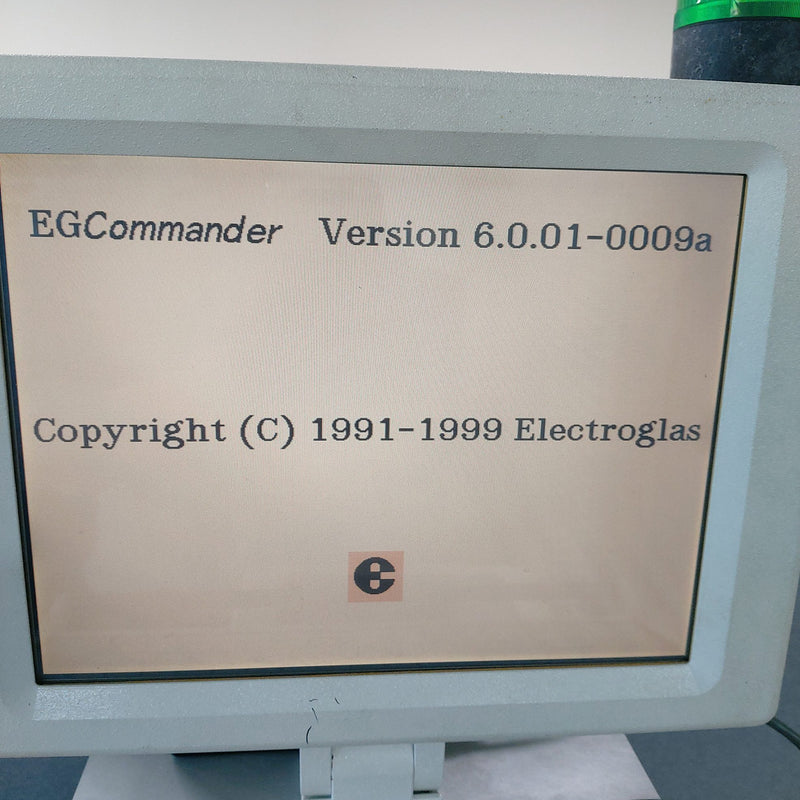 EGCommander Version 6.0.01-0009a
Copyright (C) 1991-1999 Electroglas